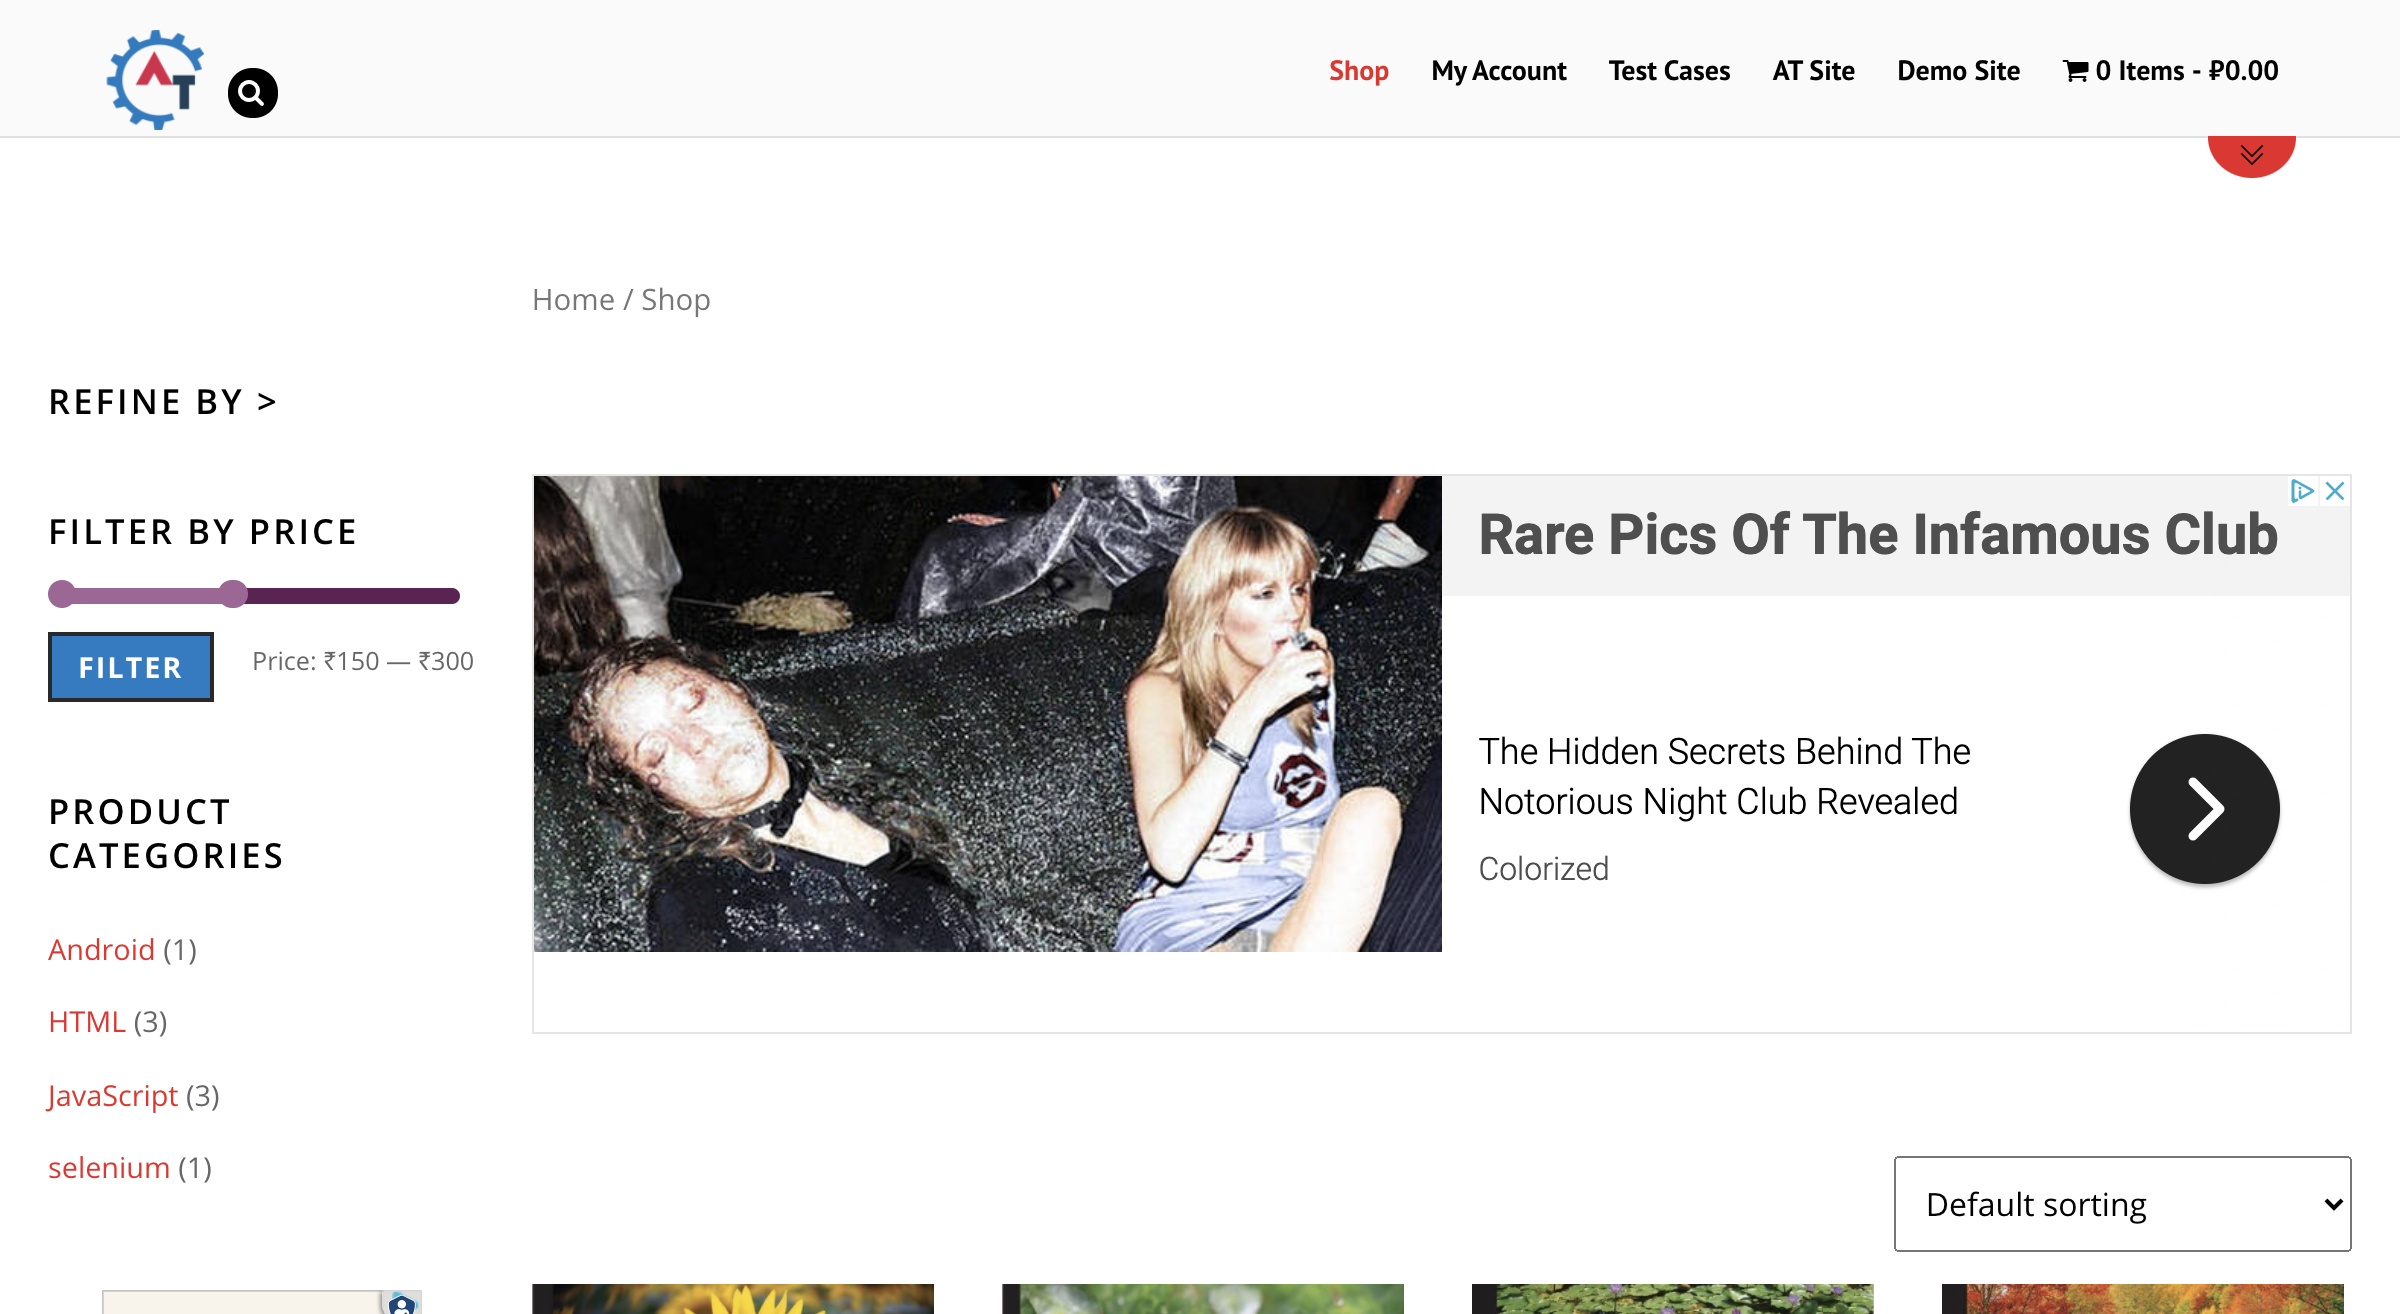 AT
Shop
My Account
Test Cases
AT Site
Demo Site
0 Items - ₽0.00
Home / Shop
REFINE BY >
FILTER BY PRICE
FILTER
Price: ₹150 — ₹300
PRODUCT
CATEGORIES
Android (1)
HTML (3)
JavaScript (3)
selenium (1)
Rare Pics Of The Infamous Club
The Hidden Secrets Behind The
Notorious Night Club Revealed
Colorized
Default sorting